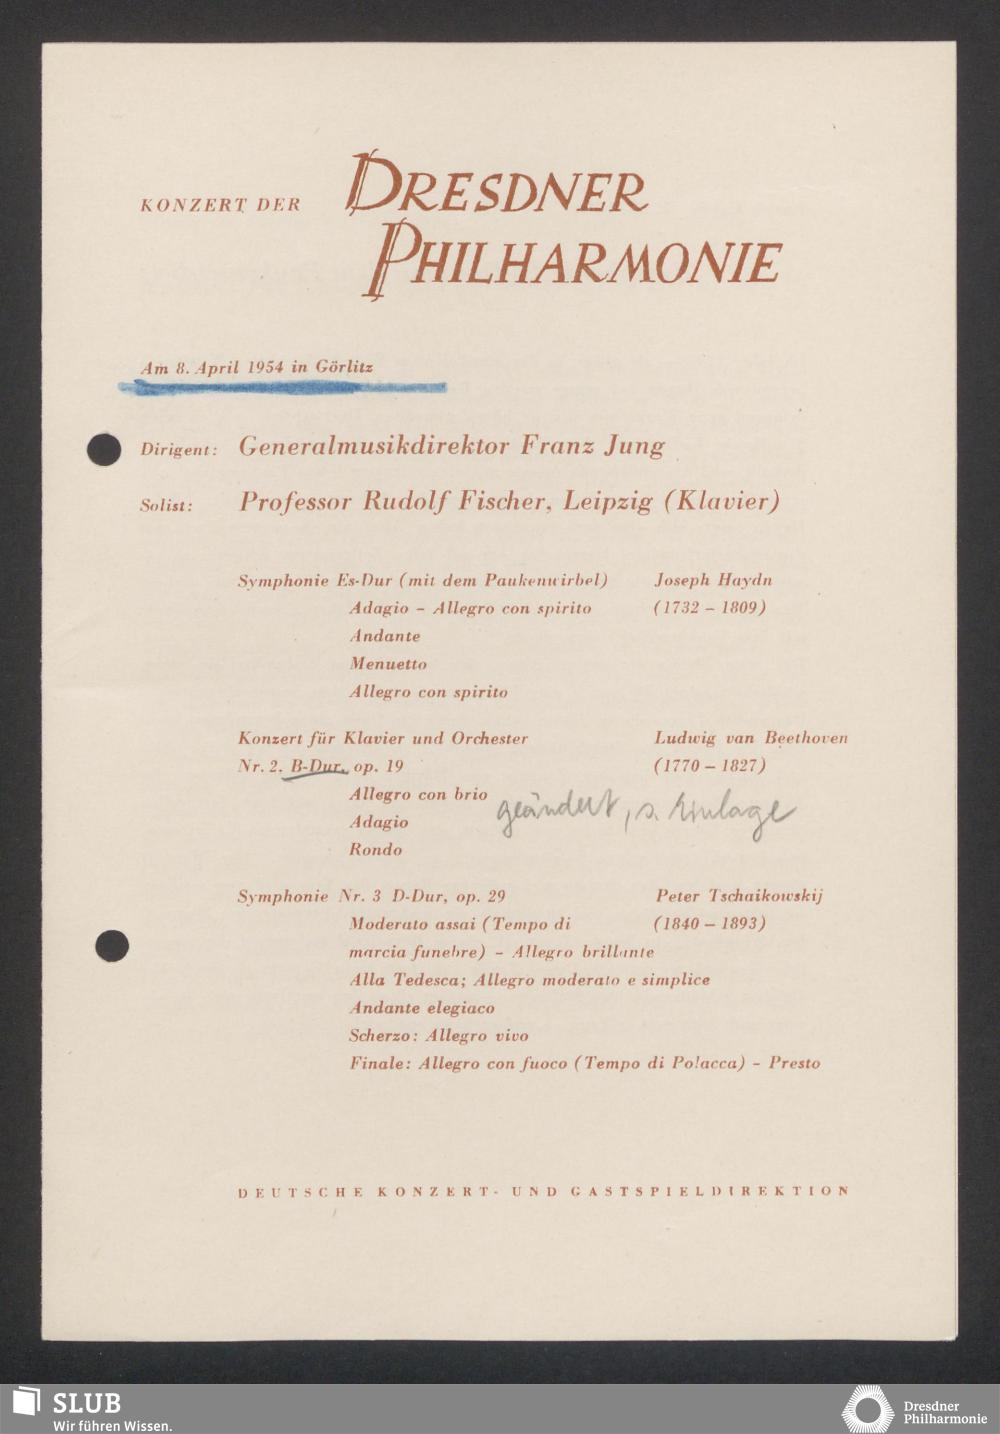 KONZERT DER DRESDNER
PHILHARMONIE
Am 8. April 1954 in Görlitz
Dirigent: Generalmusikdirektor Franz Jung
Solist: Professor Rudolf Fischer, Leipzig (Klavier)
Symphonie Es-Dur (mit dem Paukenwirbel) Joseph Haydn
Adagio – Allegro con spirito (1732 – 1809)
Andante
Menuetto
Allegro con spirito
Konzert für Klavier und Orchester Ludwig van Beethoven
Nr. 2. B-Dur, op. 19 (1770 – 1827)
Allegro con brio
geändert, s. Einlage
Adagio
Rondo
Symphonie Nr. 3 D-Dur, op. 29 Peter Tschaikowskij
Moderato assai (Tempo di (1840 – 1893)
marcia funebre) – Allegro brillante
Alla Tedesca; Allegro moderato e simplice
Andante elegiaco
Scherzo: Allegro vivo
Finale: Allegro con fuoco (Tempo di Polacca) – Presto
DEUTSCHE KONZERT- UND GASTSPIELDIREKTION
SLUB
Wir führen Wissen.
Dresdner
Philharmonie